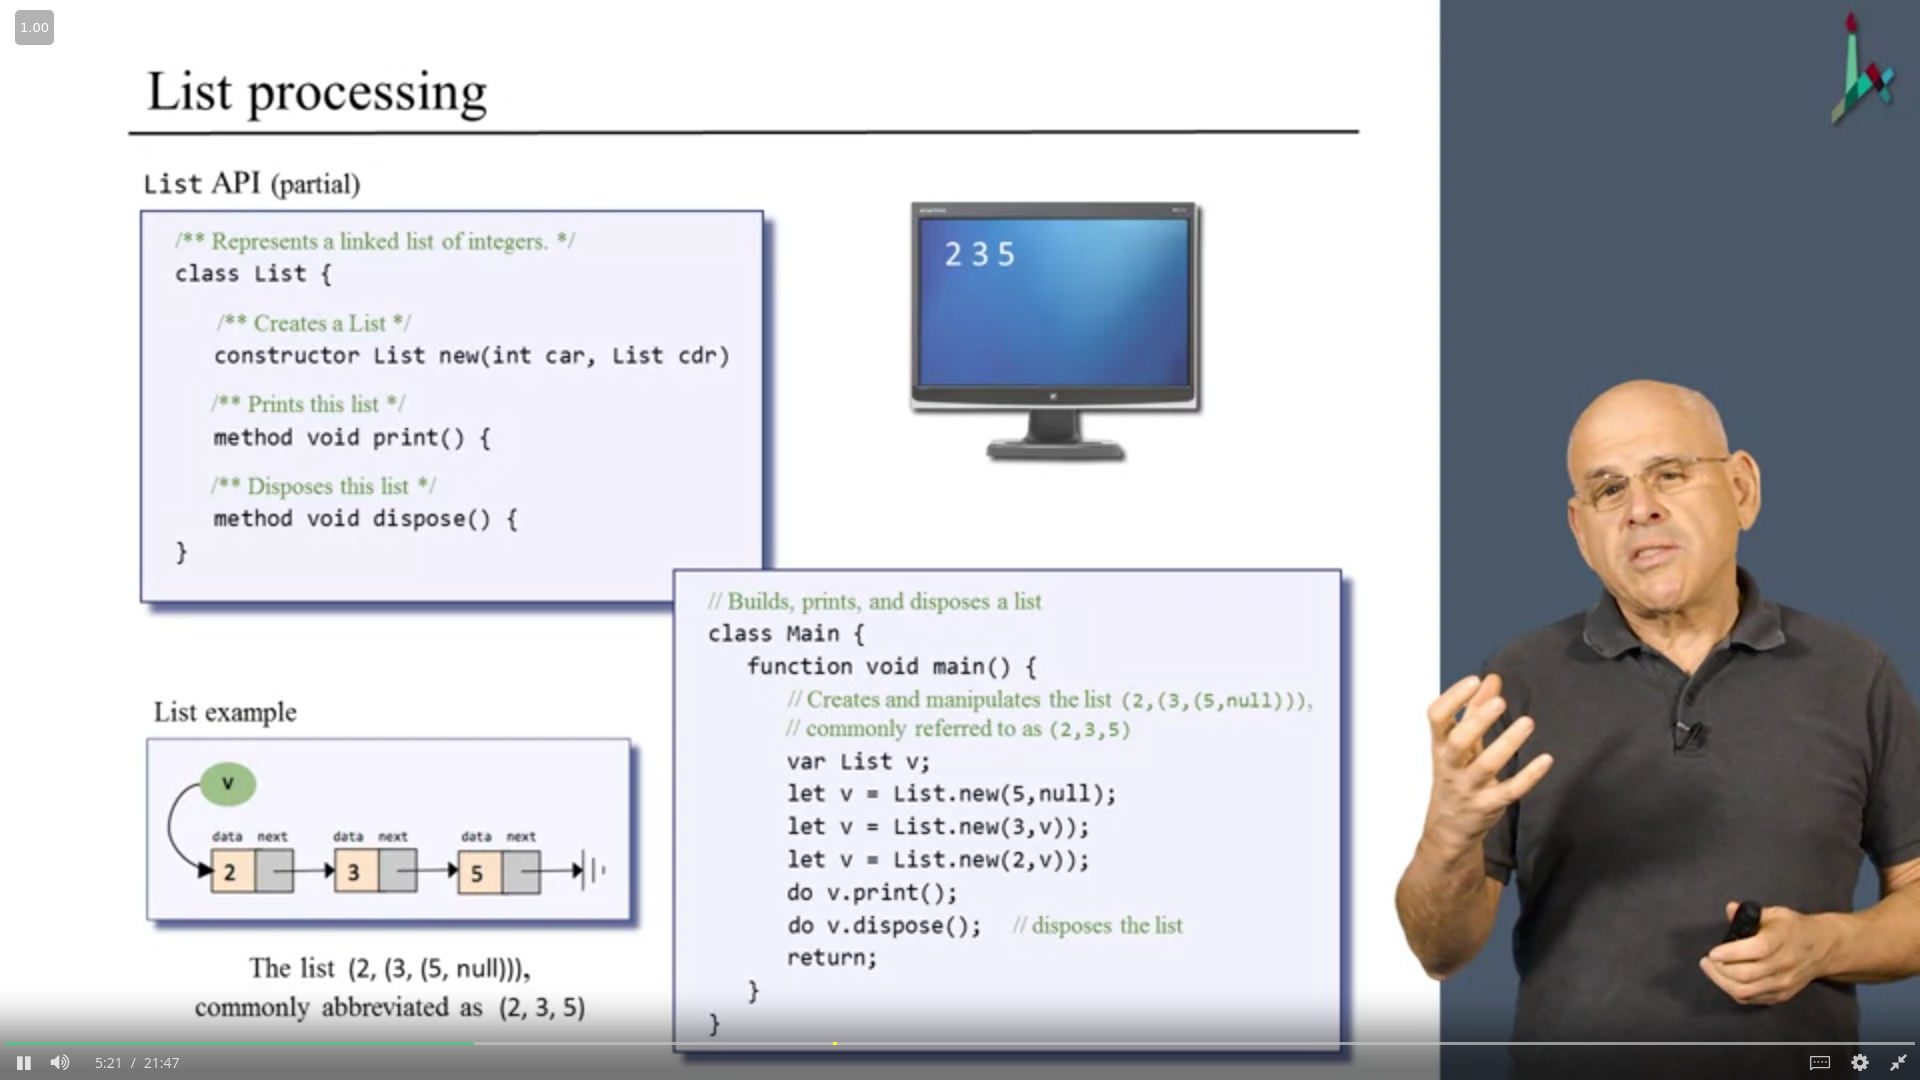 1.00
List processing
List API (partial)
/** Represents a linked list of integers. */
class List {
/** Creates a List */
constructor List new(int car, List cdr)
/** Prints this list */
method void print() {
/** Disposes this list */
method void dispose() {
}
2 3 5
// Builds, prints, and disposes a list
class Main {
function void main() {
// Creates and manipulates the list (2,(3,(5,null))),
// commonly referred to as (2,3,5)
var List v;
let v = List.new(5,null);
let v = List.new(3,v));
let v = List.new(2,v));
do v.print();
do v.dispose(); // disposes the list
return;
}
}
List example
v
data next data next data next
2 3 5
The list (2, (3, (5, null))),
commonly abbreviated as (2, 3, 5)
5:21 / 21:47